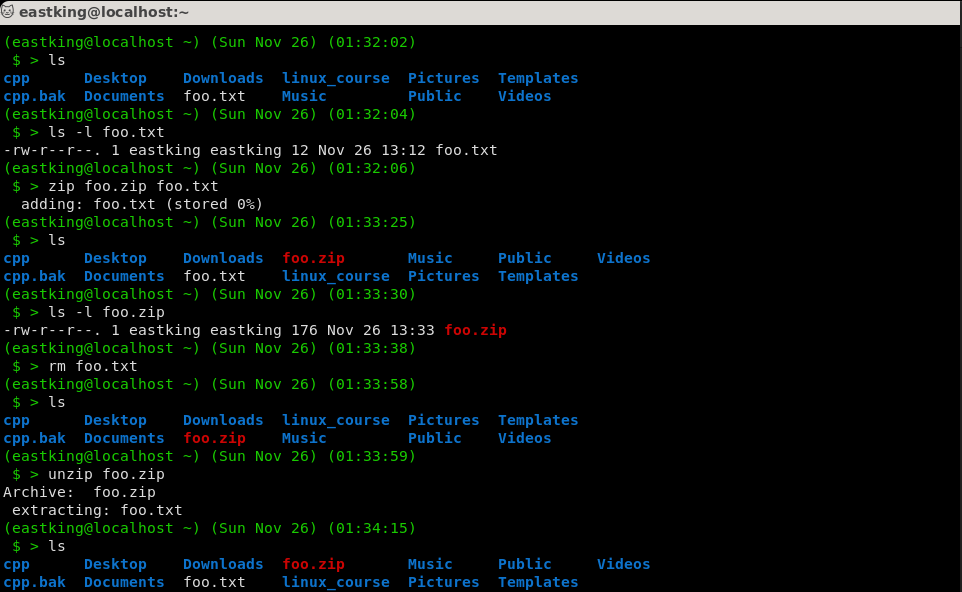 eastking@localhost:~
(eastking@localhost ~) (Sun Nov 26) (01:32:02)
$ > ls
cpp Desktop Downloads linux_course Pictures Templates
cpp.bak Documents foo.txt Music Public Videos
(eastking@localhost ~) (Sun Nov 26) (01:32:04)
$ > ls -l foo.txt
-rw-r--r--. 1 eastking eastking 12 Nov 26 13:12 foo.txt
(eastking@localhost ~) (Sun Nov 26) (01:32:06)
$ > zip foo.zip foo.txt
adding: foo.txt (stored 0%)
(eastking@localhost ~) (Sun Nov 26) (01:33:25)
$ > ls
cpp Desktop Downloads foo.zip Music Public Videos
cpp.bak Documents foo.txt linux_course Pictures Templates
(eastking@localhost ~) (Sun Nov 26) (01:33:30)
$ > ls -l foo.zip
-rw-r--r--. 1 eastking eastking 176 Nov 26 13:33 foo.zip
(eastking@localhost ~) (Sun Nov 26) (01:33:38)
$ > rm foo.txt
(eastking@localhost ~) (Sun Nov 26) (01:33:58)
$ > ls
cpp Desktop Downloads linux_course Pictures Templates
cpp.bak Documents foo.zip Music Public Videos
(eastking@localhost ~) (Sun Nov 26) (01:33:59)
$ > unzip foo.zip
Archive: foo.zip
extracting: foo.txt
(eastking@localhost ~) (Sun Nov 26) (01:34:15)
$ > ls
cpp Desktop Downloads foo.zip Music Public Videos
cpp.bak Documents foo.txt linux_course Pictures Templates